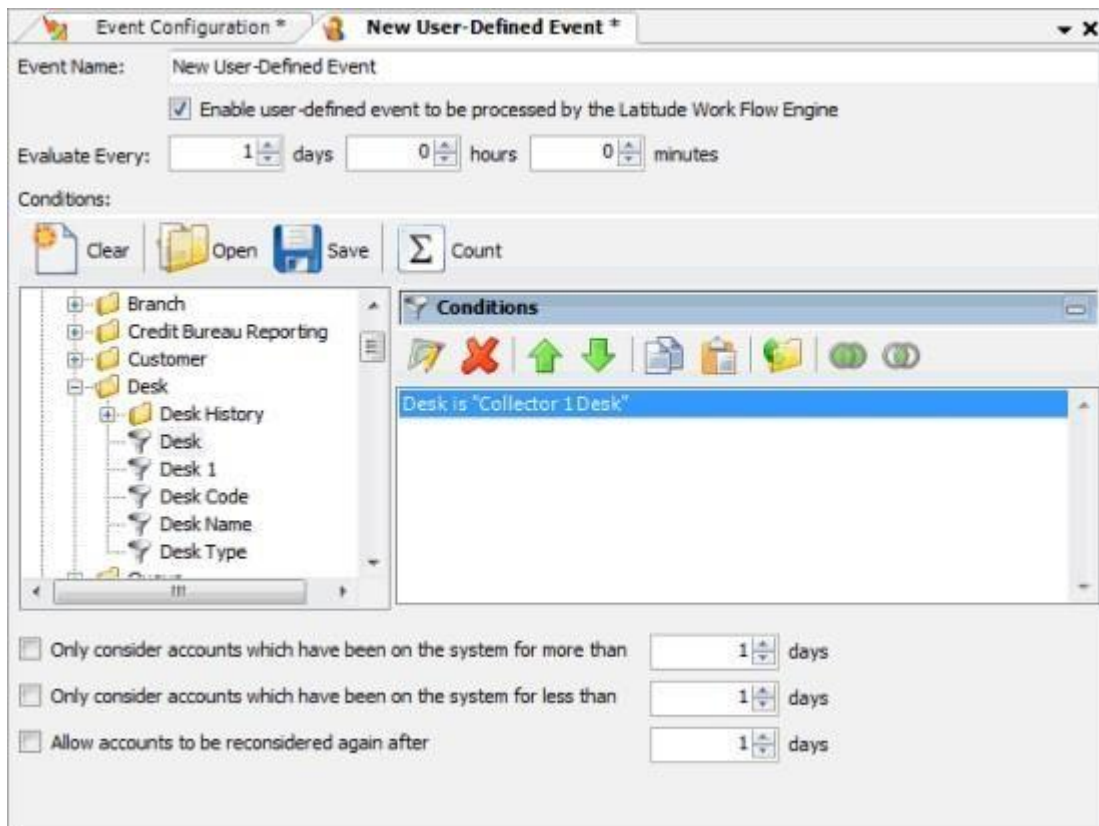 Event Configuration * New User-Defined Event *
Event Name: New User-Defined Event
Enable user-defined event to be processed by the Latitude Work Flow Engine
Evaluate Every: 1 days 0 hours 0 minutes
Conditions:
Clear Open Save Σ Count
Branch
Credit Bureau Reporting
Customer
Desk
Desk History
Desk
Desk 1
Desk Code
Desk Name
Desk Type
Conditions
Desk is "Collector 1 Desk"
Only consider accounts which have been on the system for more than 1 days
Only consider accounts which have been on the system for less than 1 days
Allow accounts to be reconsidered again after 1 days